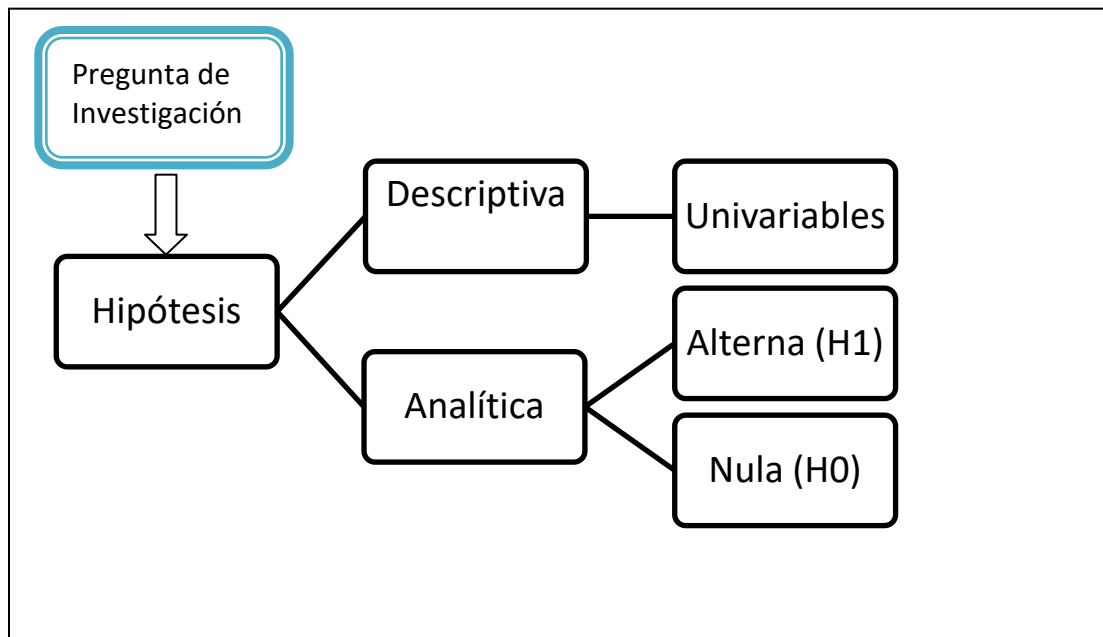 Pregunta de
Investigación
Hipótesis
Descriptiva
Univariables
Analítica
Alterna (H1)
Nula (H0)